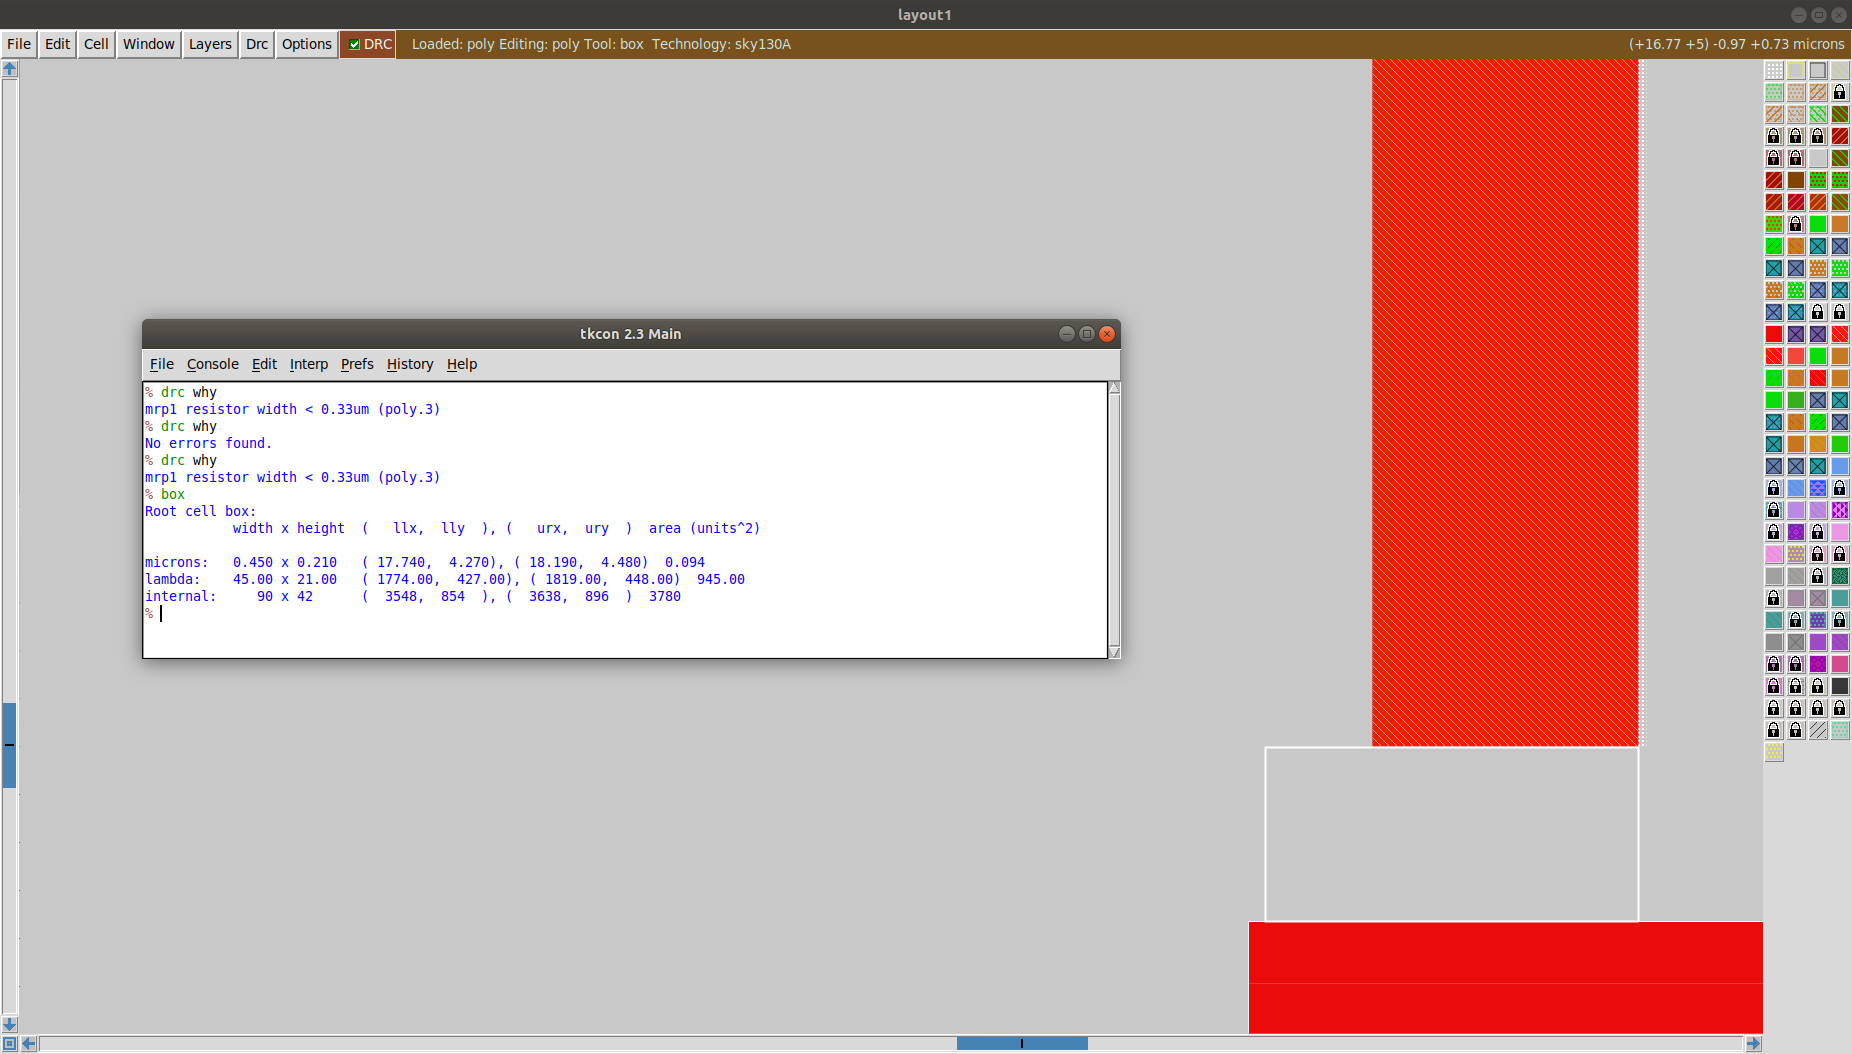 layout1
File Edit Cell Window Layers Drc Options DRC Loaded: poly Editing: poly Tool: box Technology: sky130A (+16.77 +5) -0.97 +0.73 microns
tkcon 2.3 Main
File Console Edit Interp Prefs History Help
% drc why
mrp1 resistor width < 0.33um (poly.3)
% drc why
No errors found.
% drc why
mrp1 resistor width < 0.33um (poly.3)
% box
Root cell box:
width x height ( llx, lly ), ( urx, ury ) area (units^2)
microns: 0.450 x 0.210 ( 17.740, 4.270), ( 18.190, 4.480) 0.094
lambda: 45.00 x 21.00 ( 1774.00, 427.00), ( 1819.00, 448.00) 945.00
internal: 90 x 42 ( 3548, 854 ), ( 3638, 896 ) 3780
%